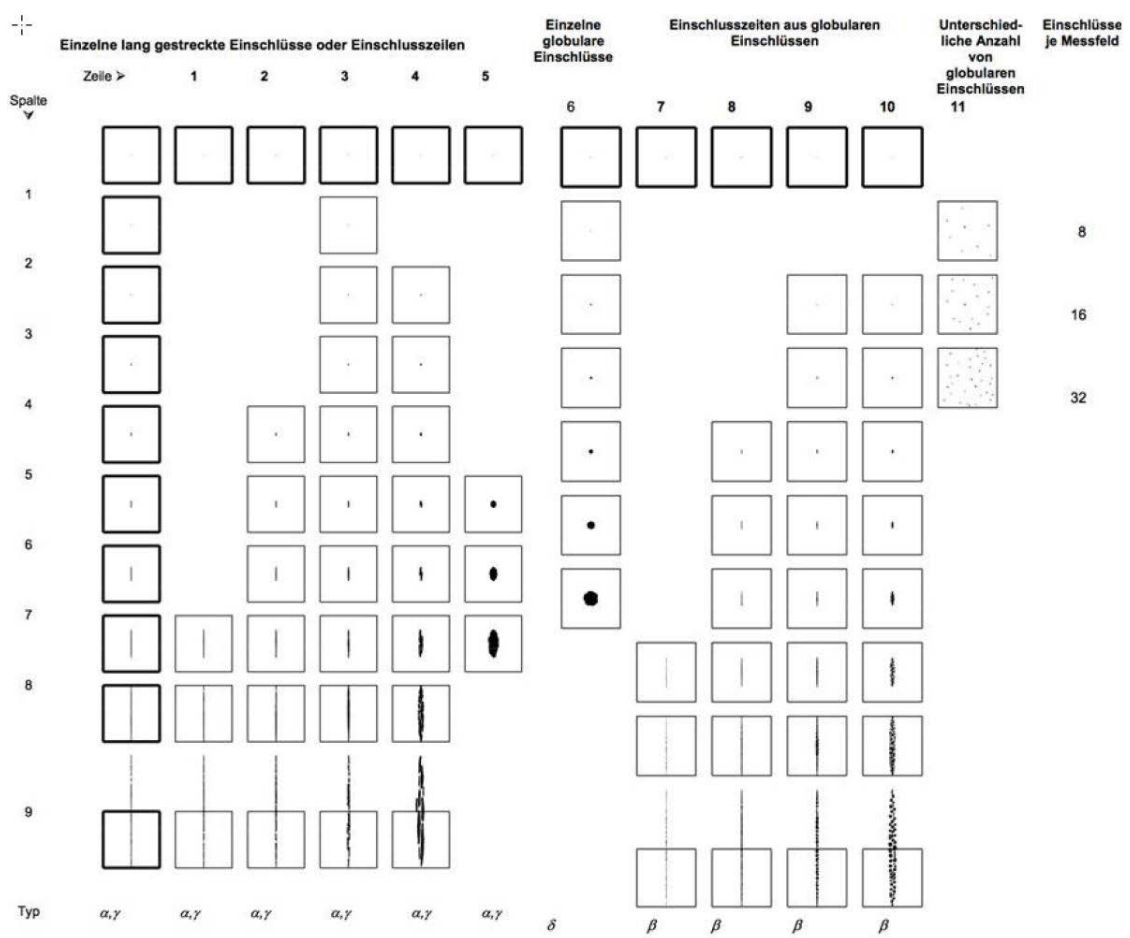 Einzelne lang gestreckte Einschlüsse oder Einschlusszeilen
Einzelne
globulare
Einschlüsse
Einschlusszeiten aus globularen
Einschlüssen
Unterschied-
liche Anzahl
von
globularen
Einschlüssen
Einschlüsse
je Messfeld
Zeile ➢ 1 2 3 4 5 6 7 8 9 10 11
Spalte
1
8
2
16
3
32
4
5
6
7
8
9
Typ α,γ α,γ α,γ α,γ α,γ α,γ δ β β β β